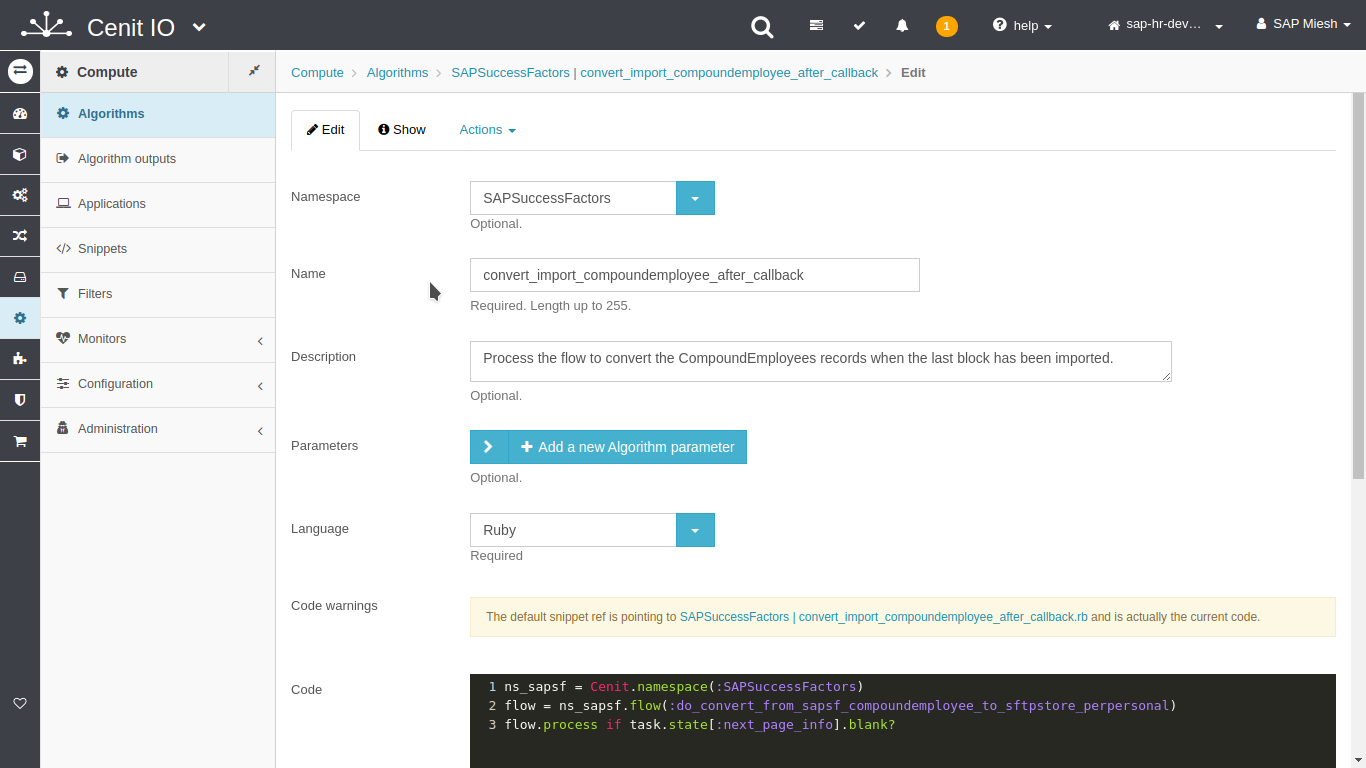 Cenit IO
1
help
sap-hr-dev…
SAP Miesh
Compute
Compute
Algorithms
SAPSuccessFactors | convert_import_compoundemployee_after_callback
Edit
Algorithms
Algorithm outputs
Applications
Snippets
Filters
Monitors
Configuration
Administration
Edit
Show
Actions
Namespace
SAPSuccessFactors
Optional.
Name
convert_import_compoundemployee_after_callback
Required. Length up to 255.
Description
Process the flow to convert the CompoundEmployees records when the last block has been imported.
Optional.
Parameters
Add a new Algorithm parameter
Optional.
Language
Ruby
Required
Code warnings
The default snippet ref is pointing to SAPSuccessFactors | convert_import_compoundemployee_after_callback.rb and is actually the current code.
Code
1 ns_sapsf = Cenit.namespace(:SAPSuccessFactors)
2 flow = ns_sapsf.flow(:do_convert_from_sapsf_compoundemployee_to_sftpstore_perpersonal)
3 flow.process if task.state[:next_page_info].blank?